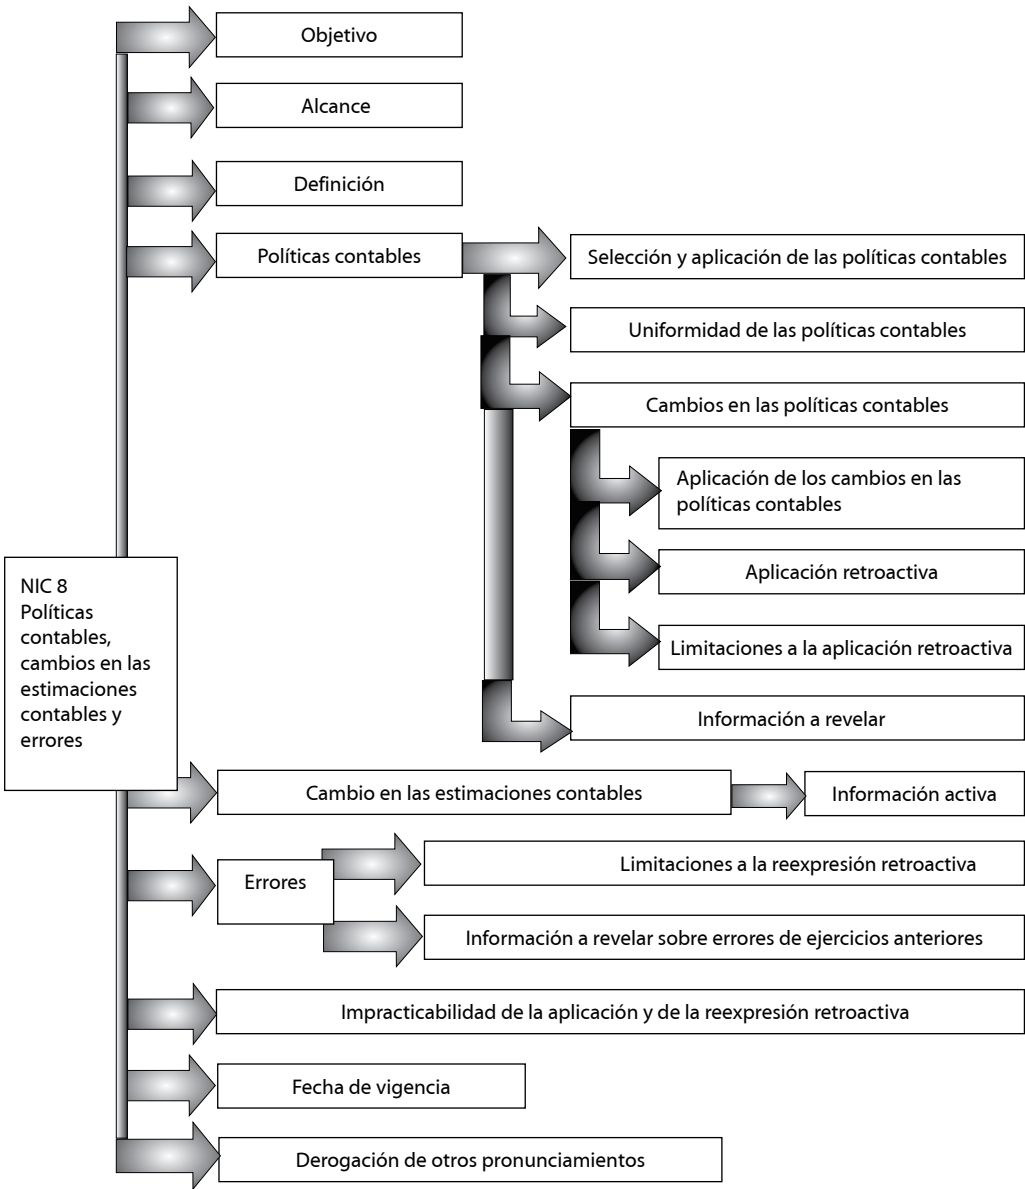 Objetivo
Alcance
Definición
Políticas contables
Selección y aplicación de las políticas contables
Uniformidad de las políticas contables
Cambios en las políticas contables
Aplicación de los cambios en las
políticas contables
Aplicación retroactiva
Limitaciones a la aplicación retroactiva
Información a revelar
NIC 8
Políticas
contables,
cambios en las
estimaciones
contables y
errores
Cambio en las estimaciones contables
Información activa
Errores
Limitaciones a la reexpresión retroactiva
Información a revelar sobre errores de ejercicios anteriores
Impracticabilidad de la aplicación y de la reexpresión retroactiva
Fecha de vigencia
Derogación de otros pronunciamientos